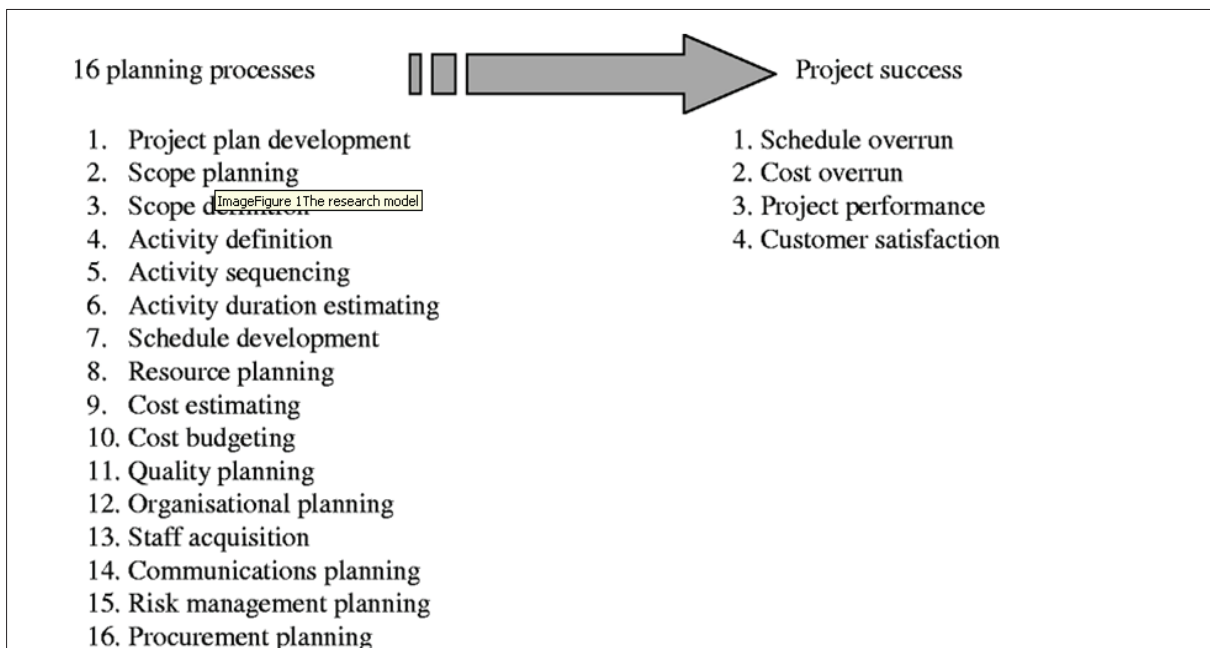 16 planning processes
Project success
1. Project plan development
2. Scope planning
3. Scope
4. Activity definition
5. Activity sequencing
6. Activity duration estimating
7. Schedule development
8. Resource planning
9. Cost estimating
10. Cost budgeting
11. Quality planning
12. Organisational planning
13. Staff acquisition
14. Communications planning
15. Risk management planning
16. Procurement planning
ImageFigure 1The research model
1. Schedule overrun
2. Cost overrun
3. Project performance
4. Customer satisfaction